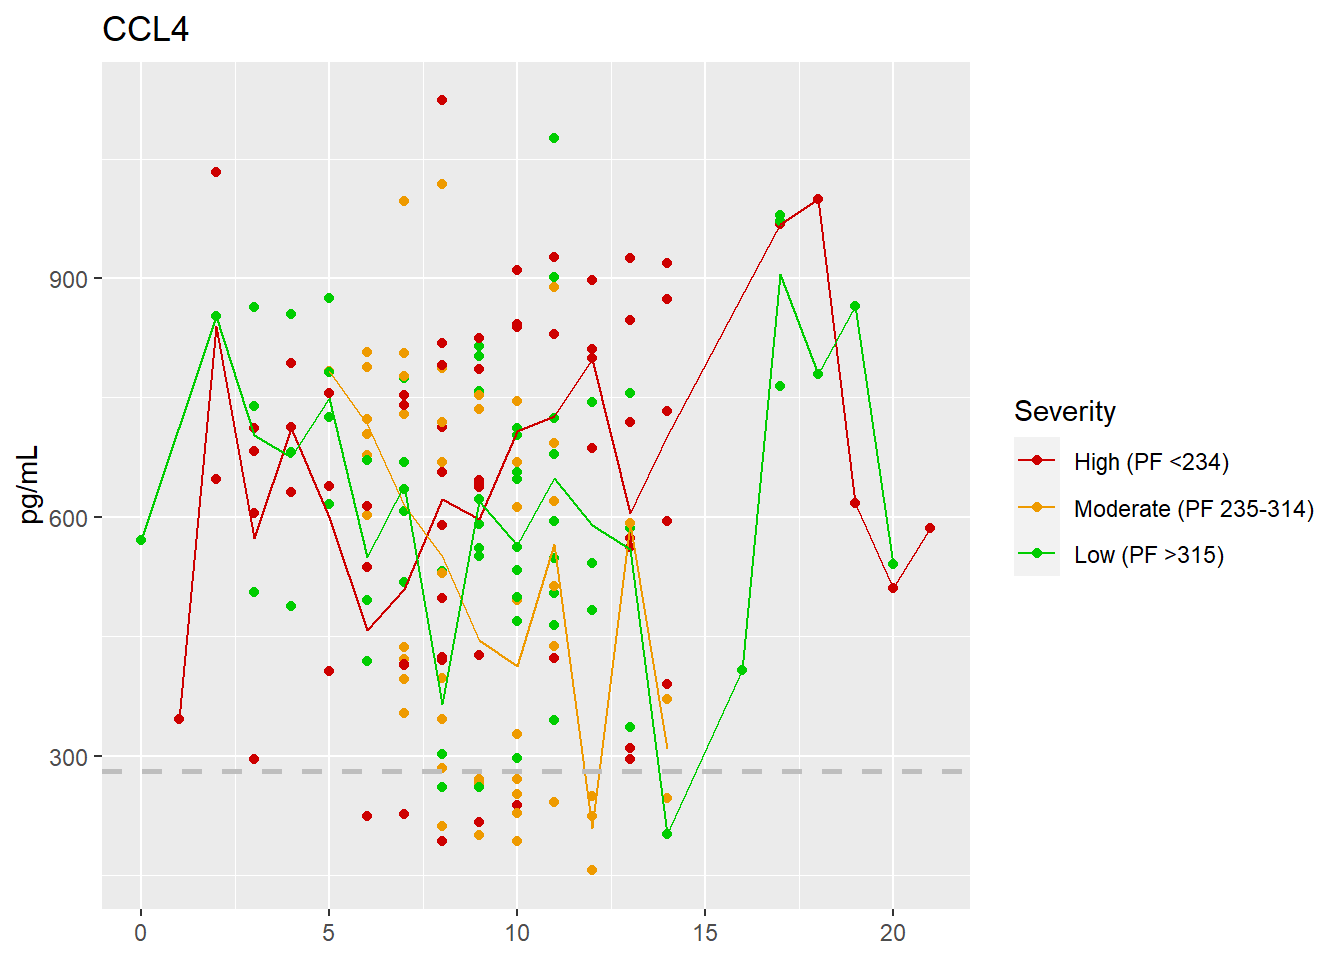 CCL4
pg/mL
900
600
300
0
5
10
15
20
Severity
High (PF <234)
Moderate (PF 235-314)
Low (PF >315)